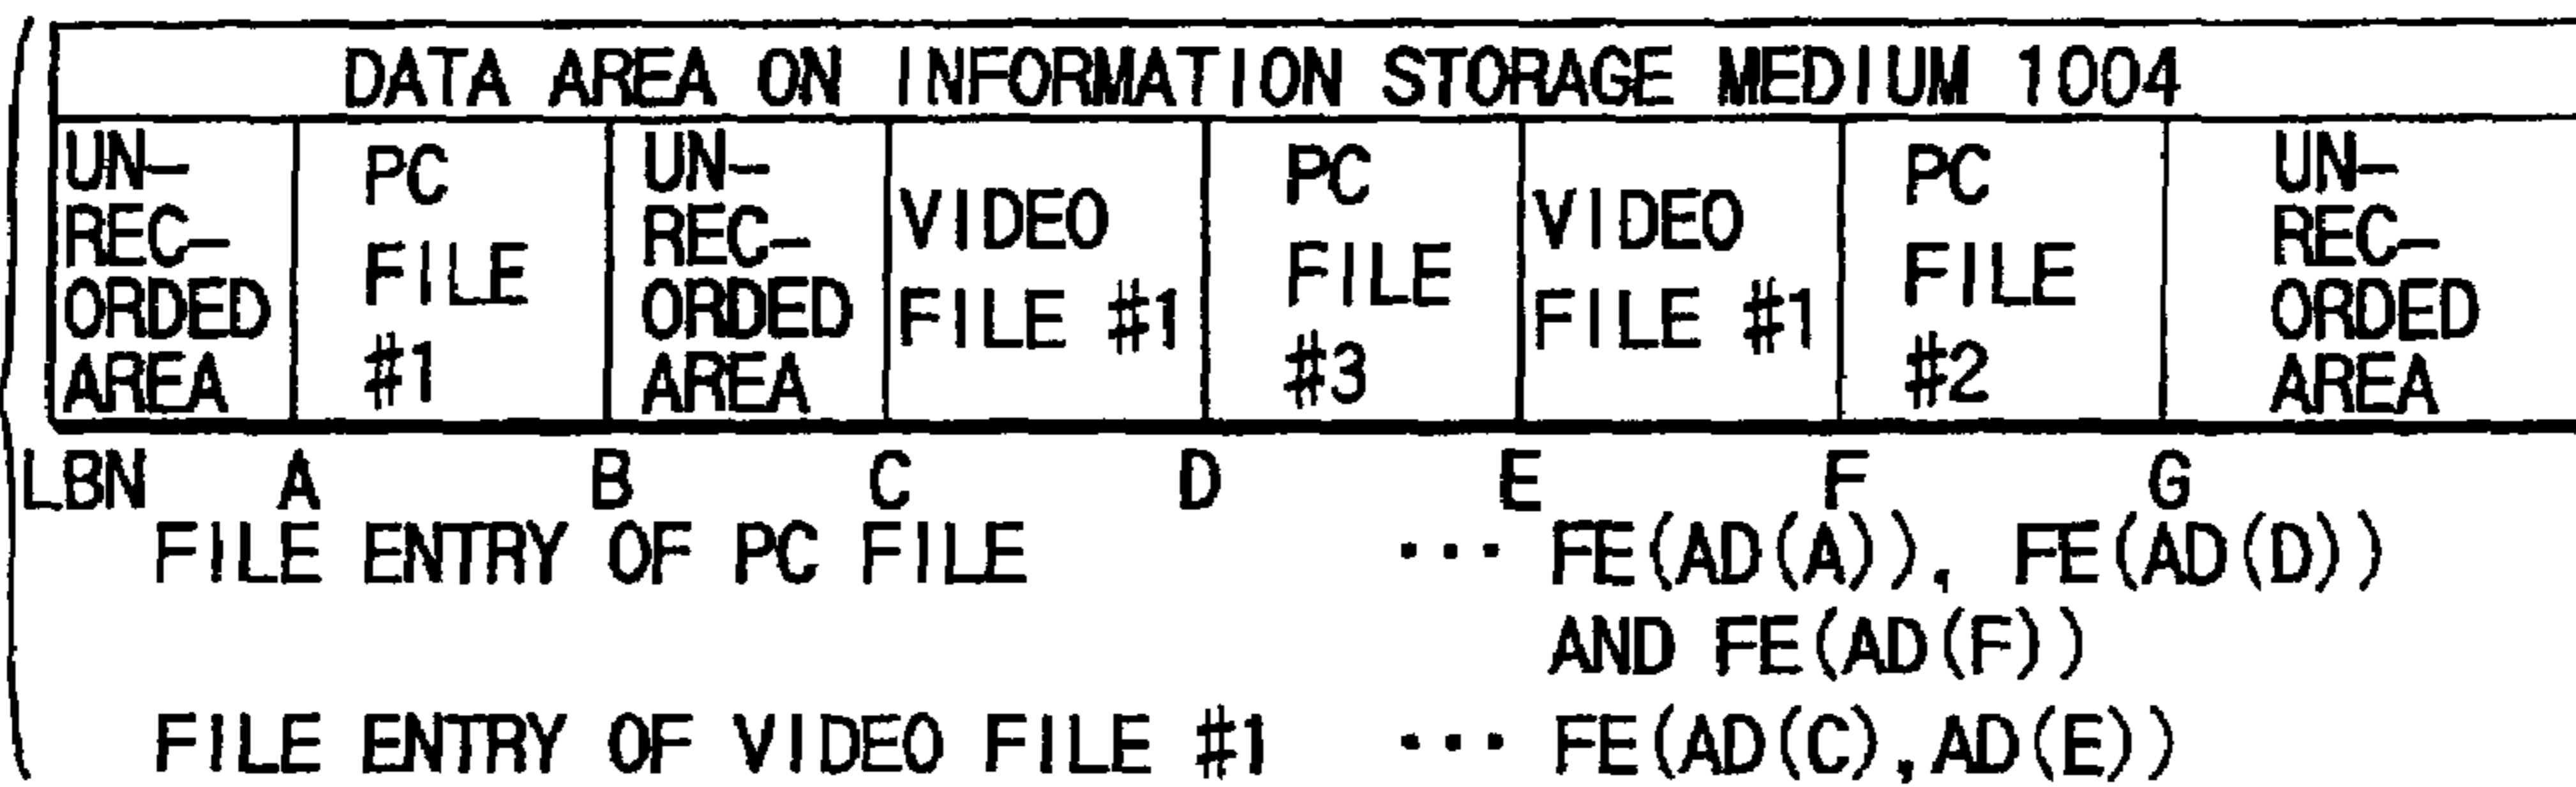 DATA AREA ON INFORMATION STORAGE MEDIUM 1004
UN-
REC-
ORDED
AREA
PC
FILE
#1
UN-
REC-
ORDED
AREA
VIDEO
FILE #1
PC
FILE
#3
VIDEO
FILE #1
PC
FILE
#2
UN-
REC-
ORDED
AREA
LBN A B C D E F G
FILE ENTRY OF PC FILE ··· FE(AD(A)), FE(AD(D))
AND FE(AD(F))
FILE ENTRY OF VIDEO FILE #1 ··· FE(AD(C),AD(E))